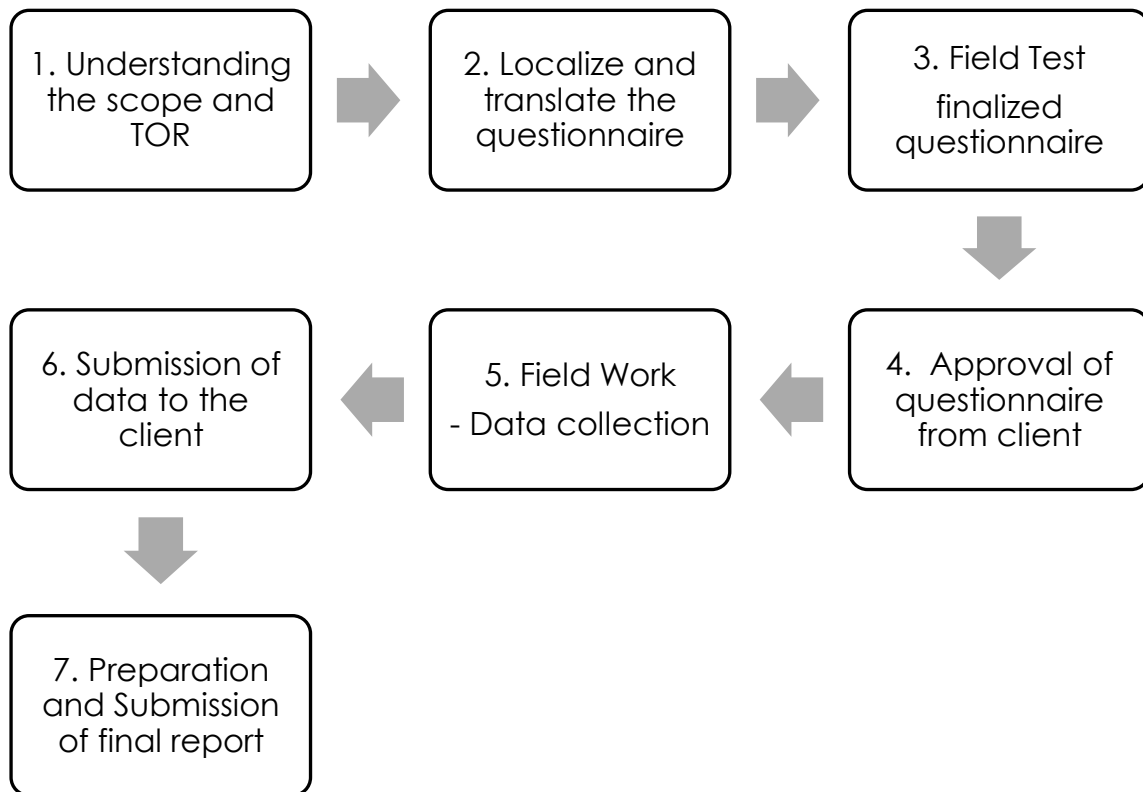 1. Understanding
the scope and
TOR
2. Localize and
translate the
questionnaire
3. Field Test
finalized
questionnaire
4.  Approval of
questionnaire
from client
5. Field Work
- Data collection
6. Submission of
data to the
client
7. Preparation
and Submission
of final report